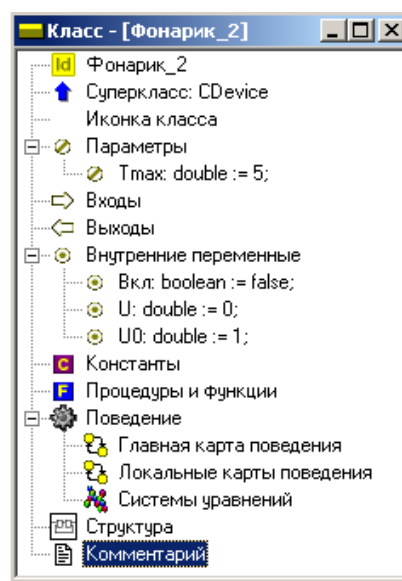 Класс - [Фонарик_2]
Id Фонарик_2
Суперкласс: CDevice
Иконка класса
Параметры
Tmax: double := 5;
Входы
Выходы
Внутренние переменные
Вкл: boolean := false;
U: double := 0;
U0: double := 1;
Константы
Процедуры и функции
Поведение
Главная карта поведения
Локальные карты поведения
Системы уравнений
Структура
Комментарий